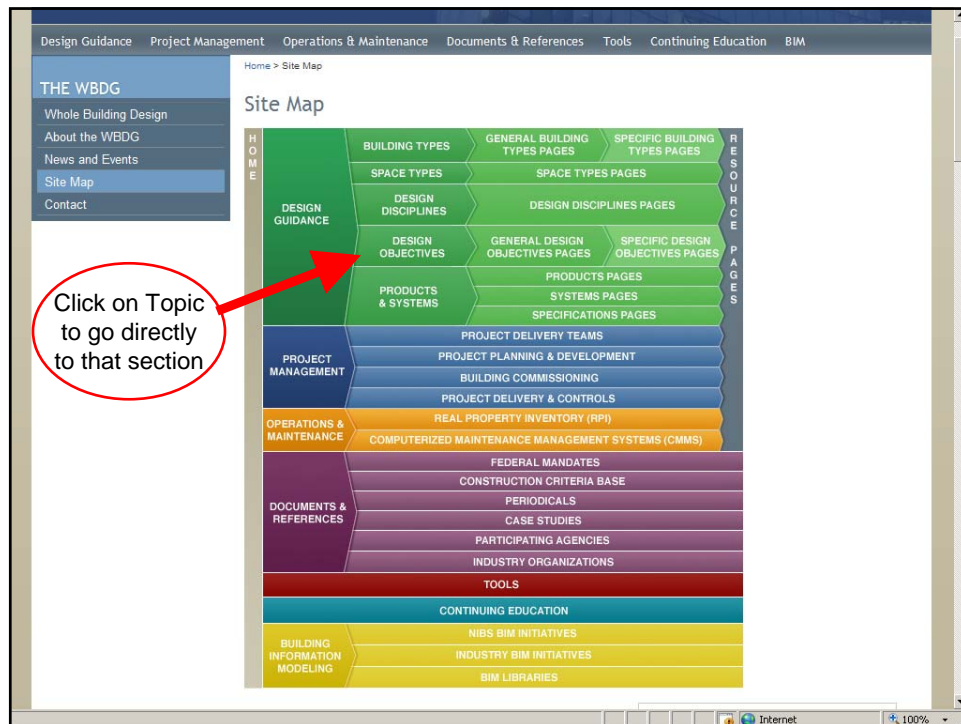 Design Guidance Project Management Operations & Maintenance Documents & References Tools Continuing Education BIM
THE WBDG
Whole Building Design
About the WBDG
News and Events
Site Map
Contact
Home > Site Map
Site Map
HOME
DESIGN
GUIDANCE
BUILDING TYPES
GENERAL BUILDING
TYPES PAGES
SPECIFIC BUILDING
TYPES PAGES
SPACE TYPES
SPACE TYPES PAGES
DESIGN
DISCIPLINES
DESIGN DISCIPLINES PAGES
DESIGN
OBJECTIVES
GENERAL DESIGN
OBJECTIVES PAGES
SPECIFIC DESIGN
OBJECTIVES PAGES
PRODUCTS
& SYSTEMS
PRODUCTS PAGES
SYSTEMS PAGES
SPECIFICATIONS PAGES
RESOURCE PAGES
Click on Topic
to go directly
to that section
PROJECT
MANAGEMENT
PROJECT DELIVERY TEAMS
PROJECT PLANNING & DEVELOPMENT
BUILDING COMMISSIONING
PROJECT DELIVERY & CONTROLS
OPERATIONS &
MAINTENANCE
REAL PROPERTY INVENTORY (RPI)
COMPUTERIZED MAINTENANCE MANAGEMENT SYSTEMS (CMMS)
DOCUMENTS &
REFERENCES
FEDERAL MANDATES
CONSTRUCTION CRITERIA BASE
PERIODICALS
CASE STUDIES
PARTICIPATING AGENCIES
INDUSTRY ORGANIZATIONS
TOOLS
CONTINUING EDUCATION
BUILDING
INFORMATION
MODELING
NIBS BIM INITIATIVES
INDUSTRY BIM INITIATIVES
BIM LIBRARIES
Internet
100%